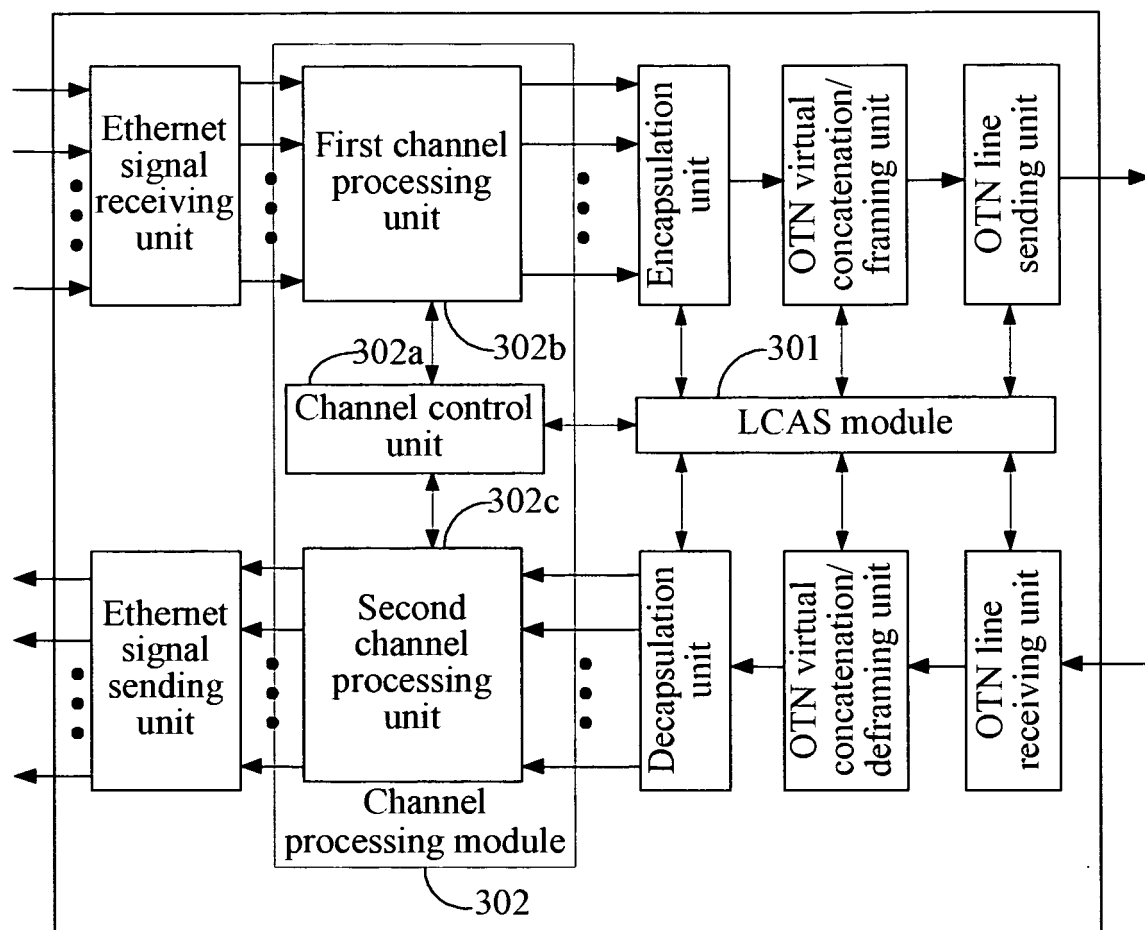 Ethernet
signal
receiving
unit
First channel
processing
unit
Encapsulation
unit
OTN virtual
concatenation/
framing unit
OTN line
sending unit
302a
302b
301
Channel control
unit
LCAS module
302c
Ethernet
signal
sending
unit
Second
channel
processing
unit
Decapsulation
unit
OTN virtual
concatenation/
deframing unit
OTN line
receiving unit
Channel
processing module
302